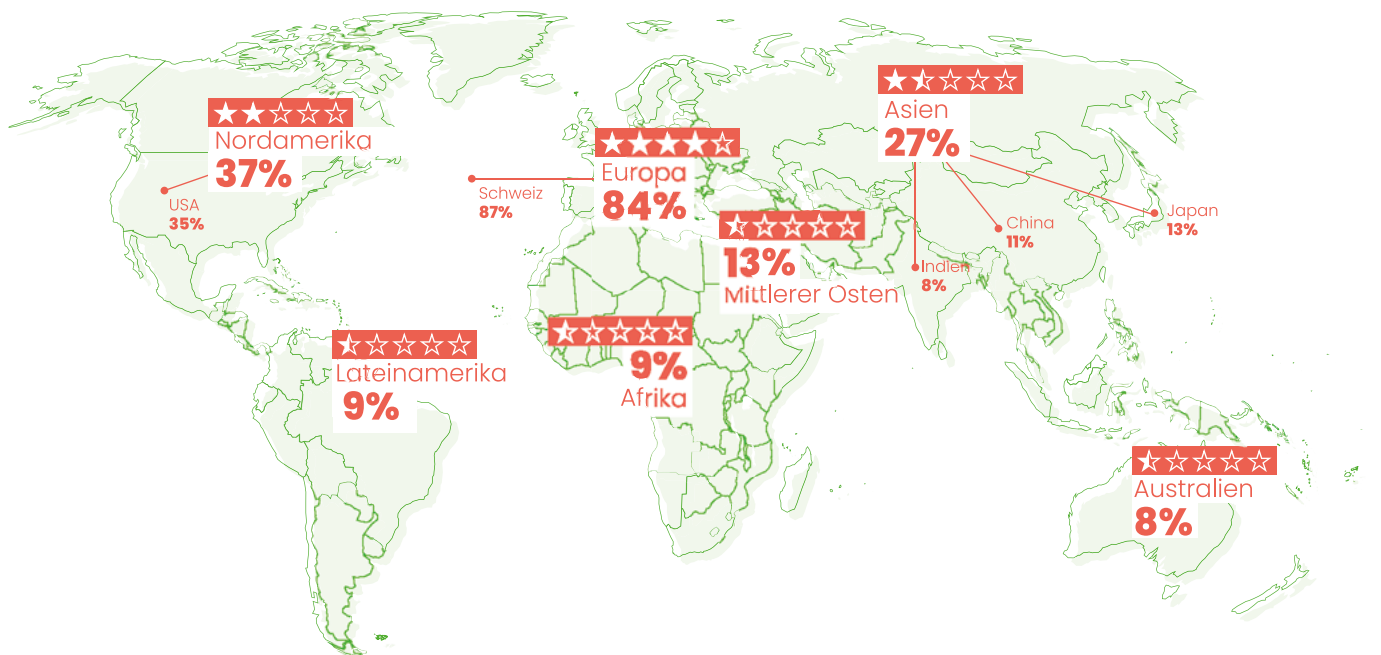 Nordamerika
37%
USA
35%
Schweiz
87%
Europa
84%
Asien
27%
China
11%
Japan
13%
Indien
8%
13%
Mittlerer Osten
Lateinamerika
9%
9%
Afrika
Australien
8%